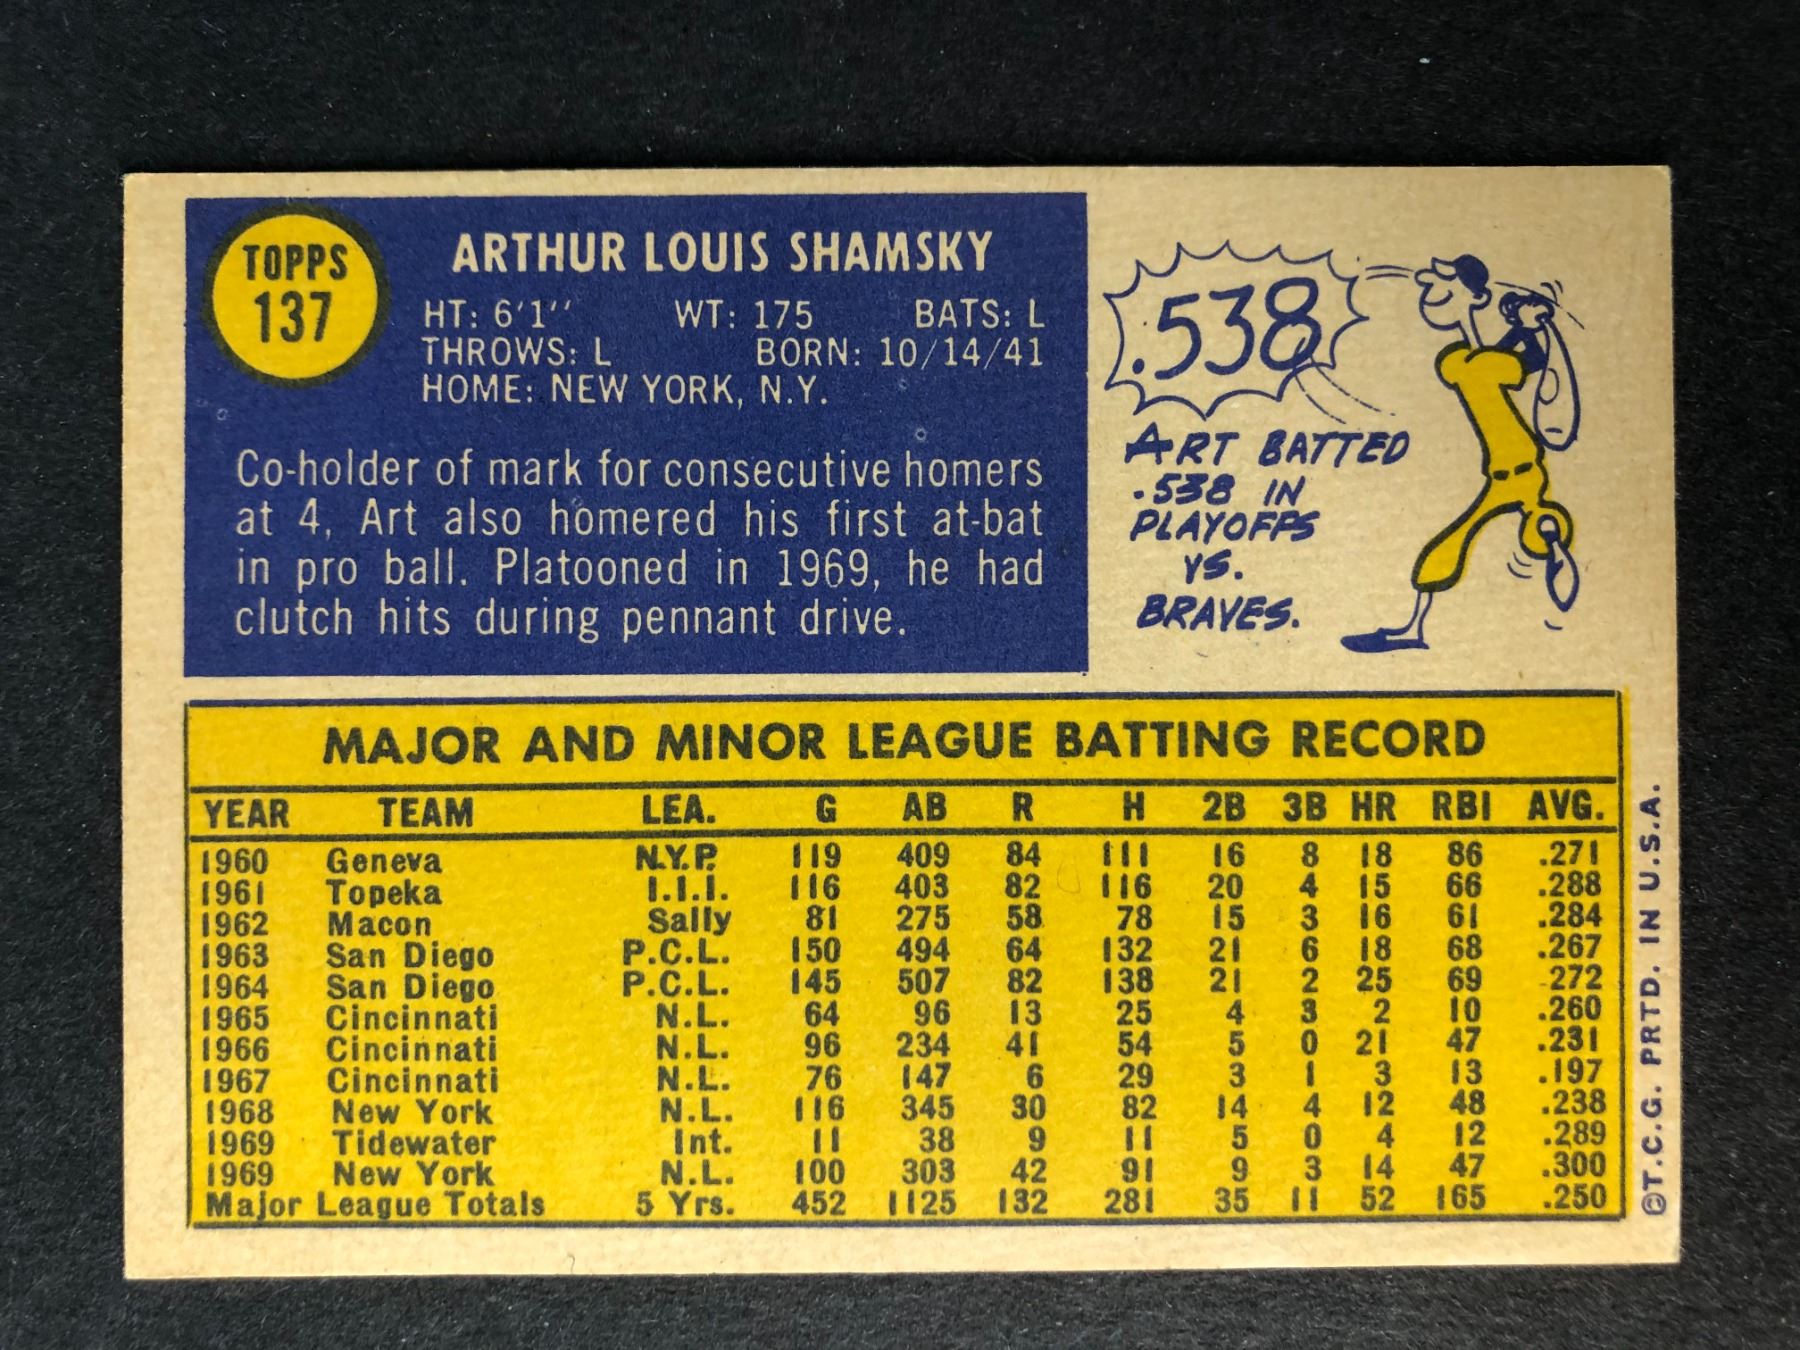 TOPPS
137
ARTHUR LOUIS SHAMSKY
HT: 6'1'' WT: 175 BATS: L
THROWS: L BORN: 10/14/41
HOME: NEW YORK, N.Y.
Co-holder of mark for consecutive homers
at 4, Art also homered his first at-bat
in pro ball. Platooned in 1969, he had
clutch hits during pennant drive.
.538
ART BATTED
.538 IN
PLAYOFFS
VS.
BRAVES.
MAJOR AND MINOR LEAGUE BATTING RECORD
YEAR TEAM LEA. G AB R H 2B 3B HR RBI AVG.
1960 Geneva N.Y.P. 119 409 84 111 16 8 18 86 .271
1961 Topeka I.I.I. 116 403 82 116 20 4 15 66 .288
1962 Macon Sally 81 275 58 78 15 3 16 61 .284
1963 San Diego P.C.L. 150 494 64 132 21 6 18 68 .267
1964 San Diego P.C.L. 145 507 82 138 21 2 25 69 .272
1965 Cincinnati N.L. 64 96 13 25 4 3 2 10 .260
1966 Cincinnati N.L. 96 234 41 54 5 0 21 47 .231
1967 Cincinnati N.L. 76 147 6 29 3 1 3 13 .197
1968 New York N.L. 116 345 30 82 14 4 12 48 .238
1969 Tidewater Int. 11 38 9 11 5 0 4 12 .289
1969 New York N.L. 100 303 42 91 9 3 14 47 .300
Major League Totals 5 Yrs. 452 1125 132 281 35 11 52 165 .250
©T.C.G. PRTD. IN U.S.A.